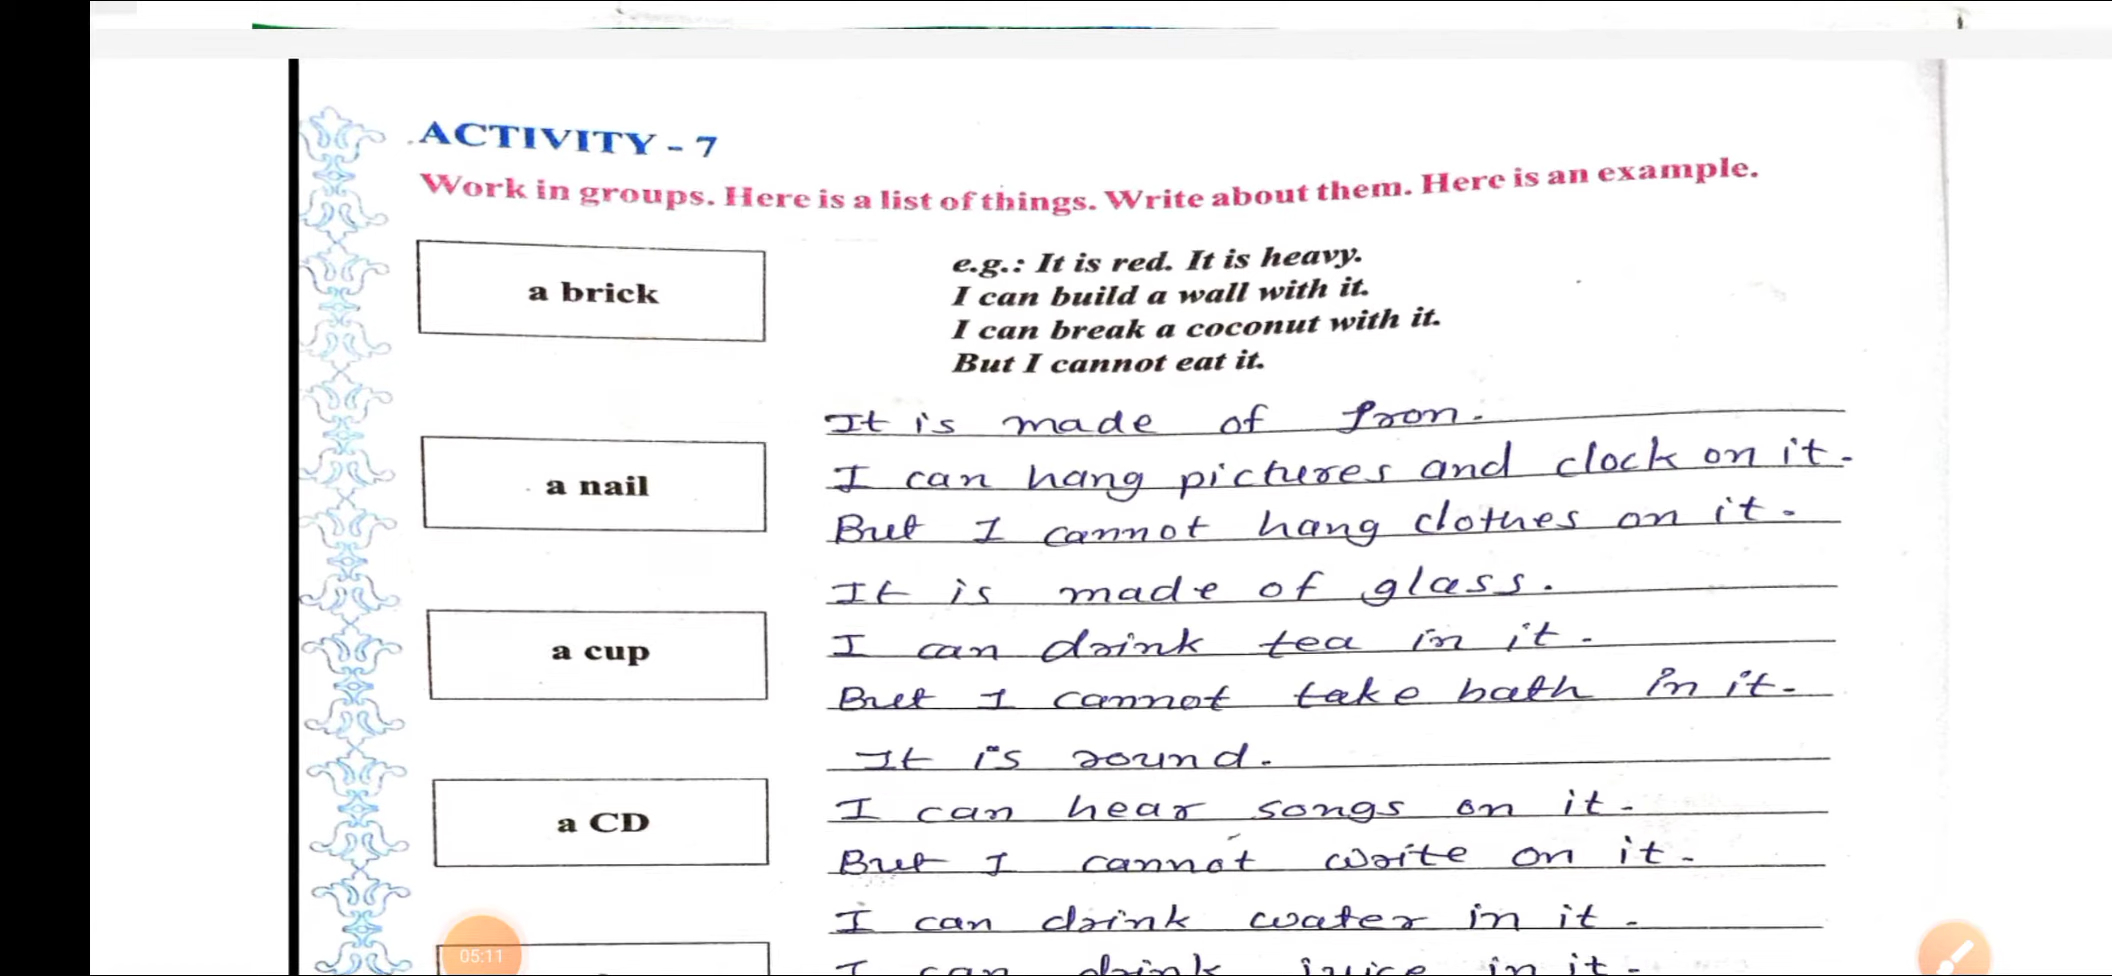 ACTIVITY - 7
Work in groups. Here is a list of things. Write about them. Here is an example.
a brick
e.g.: It is red. It is heavy.
I can build a wall with it.
I can break a coconut with it.
But I cannot eat it.
a nail
It is made of Iron.
I can hang pictures and clock on it.
But I cannot hang clothes on it.
a cup
It is made of glass.
I can drink tea in it.
But I cannot take bath in it.
a CD
It is round.
I can hear songs on it.
But I cannot write on it.
I can drink water in it.
I can drink juice in it.
05:11